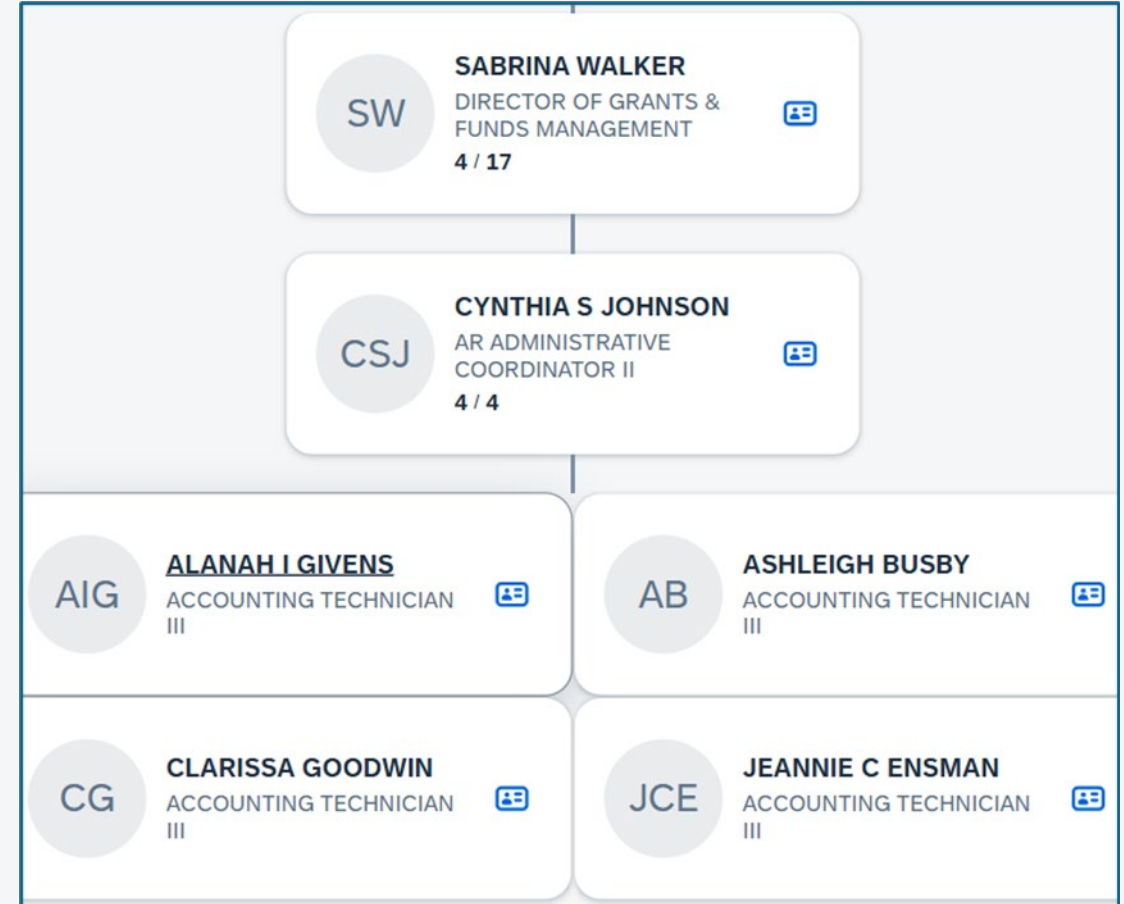 SW
SABRINA WALKER
DIRECTOR OF GRANTS &
FUNDS MANAGEMENT
4 / 17
CSJ
CYNTHIA S JOHNSON
AR ADMINISTRATIVE
COORDINATOR II
4 / 4
AIG
ALANAH I GIVENS
ACCOUNTING TECHNICIAN
III
AB
ASHLEIGH BUSBY
ACCOUNTING TECHNICIAN
III
CG
CLARISSA GOODWIN
ACCOUNTING TECHNICIAN
III
JCE
JEANNIE C ENSMAN
ACCOUNTING TECHNICIAN
III